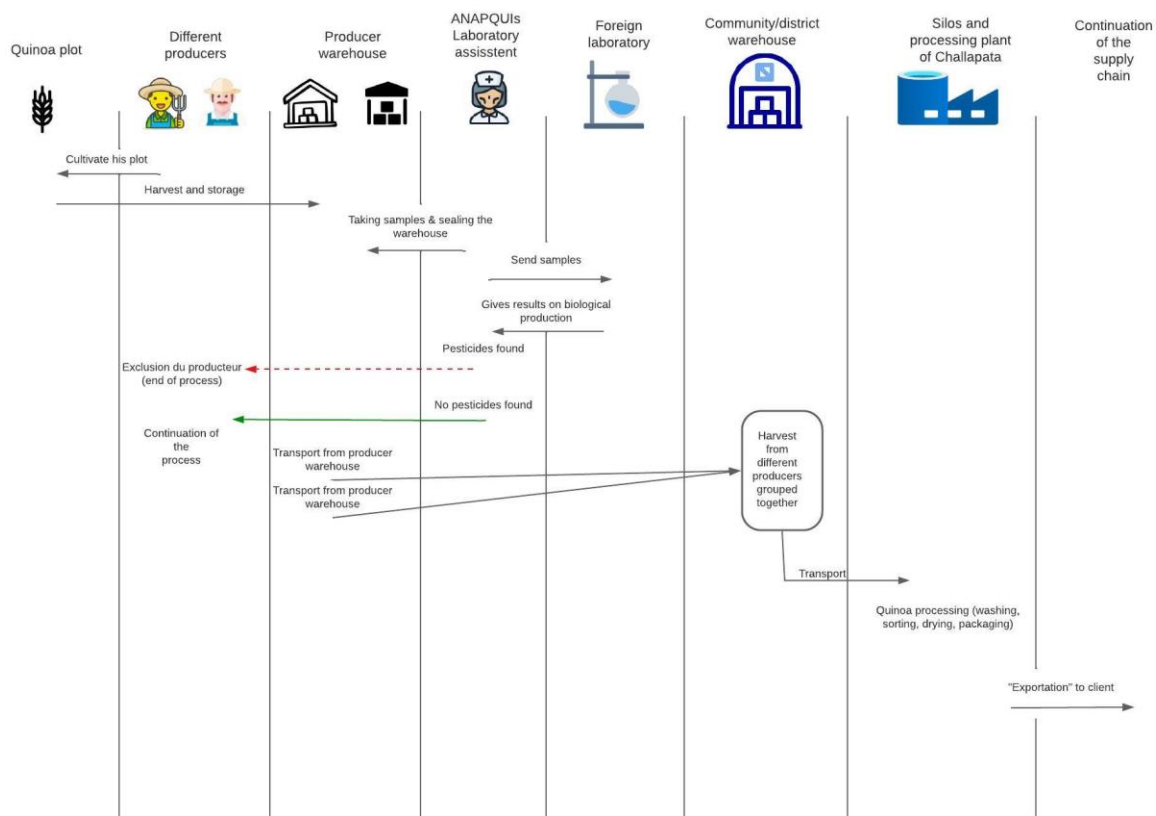 Quinoa plot
Different
producers
Producer
warehouse
ANAPQUIs
Laboratory
assisstent
Foreign
laboratory
Community/district
warehouse
Silos and
processing plant
of Challapata
Continuation
of the
supply
chain
Cultivate his plot
Harvest and storage
Taking samples & sealing the
warehouse
Send samples
Gives results on biological
production
Pesticides found
Exclusion du producteur
(end of process)
No pesticides found
Continuation of
the
process
Transport from producer
warehouse
Transport from producer
warehouse
Harvest
from
different
producers
grouped
together
Transport
Quinoa processing (washing,
sorting, drying, packaging)
"Exportation" to client